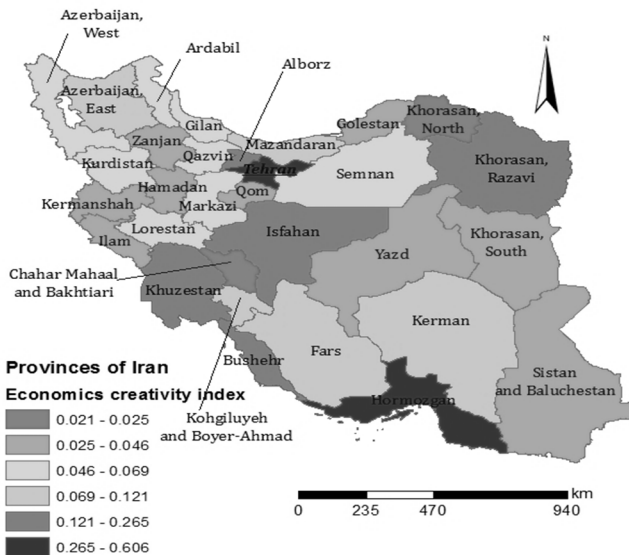 Azerbaijan,
West
Ardabil
Alborz
N
Azerbaijan,
East
Gilan
Golestan
Khorasan,
North
Zanjan
Mazandaran
Qazvin
Kurdistan
Tehran
Khorasan,
Razavi
Semnan
Hamadan
Qom
Kermanshah
Markazi
Lorestan
Isfahan
Khorasan,
South
Ilam
Yazd
Chahar Mahaal
and Bakhtiari
Khuzestan
Kerman
Fars
Bushehr
Sistan
and Baluchestan
Hormozgan
Kohgiluyeh
and Boyer-Ahmad
Provinces of Iran
Economics creativity index
0.021 - 0.025
0.025 - 0.046
0.046 - 0.069
0.069 - 0.121
0.121 - 0.265
0.265 - 0.606
km
0 235 470 940